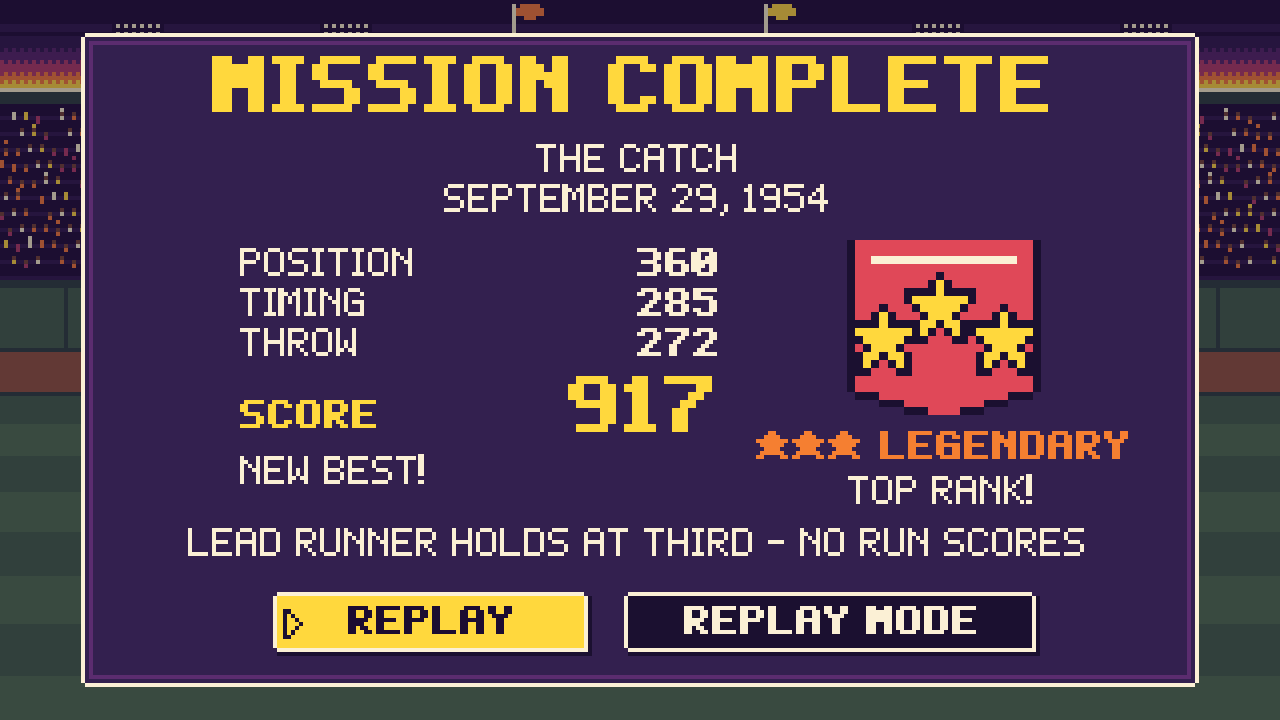 MISSION COMPLETE
THE CATCH
SEPTEMBER 29, 1954
POSITION 360
TIMING 285
THROW 272
SCORE 917
NEW BEST!
★★★ LEGENDARY
TOP RANK!
LEAD RUNNER HOLDS AT THIRD - NO RUN SCORES
REPLAY
REPLAY MODE